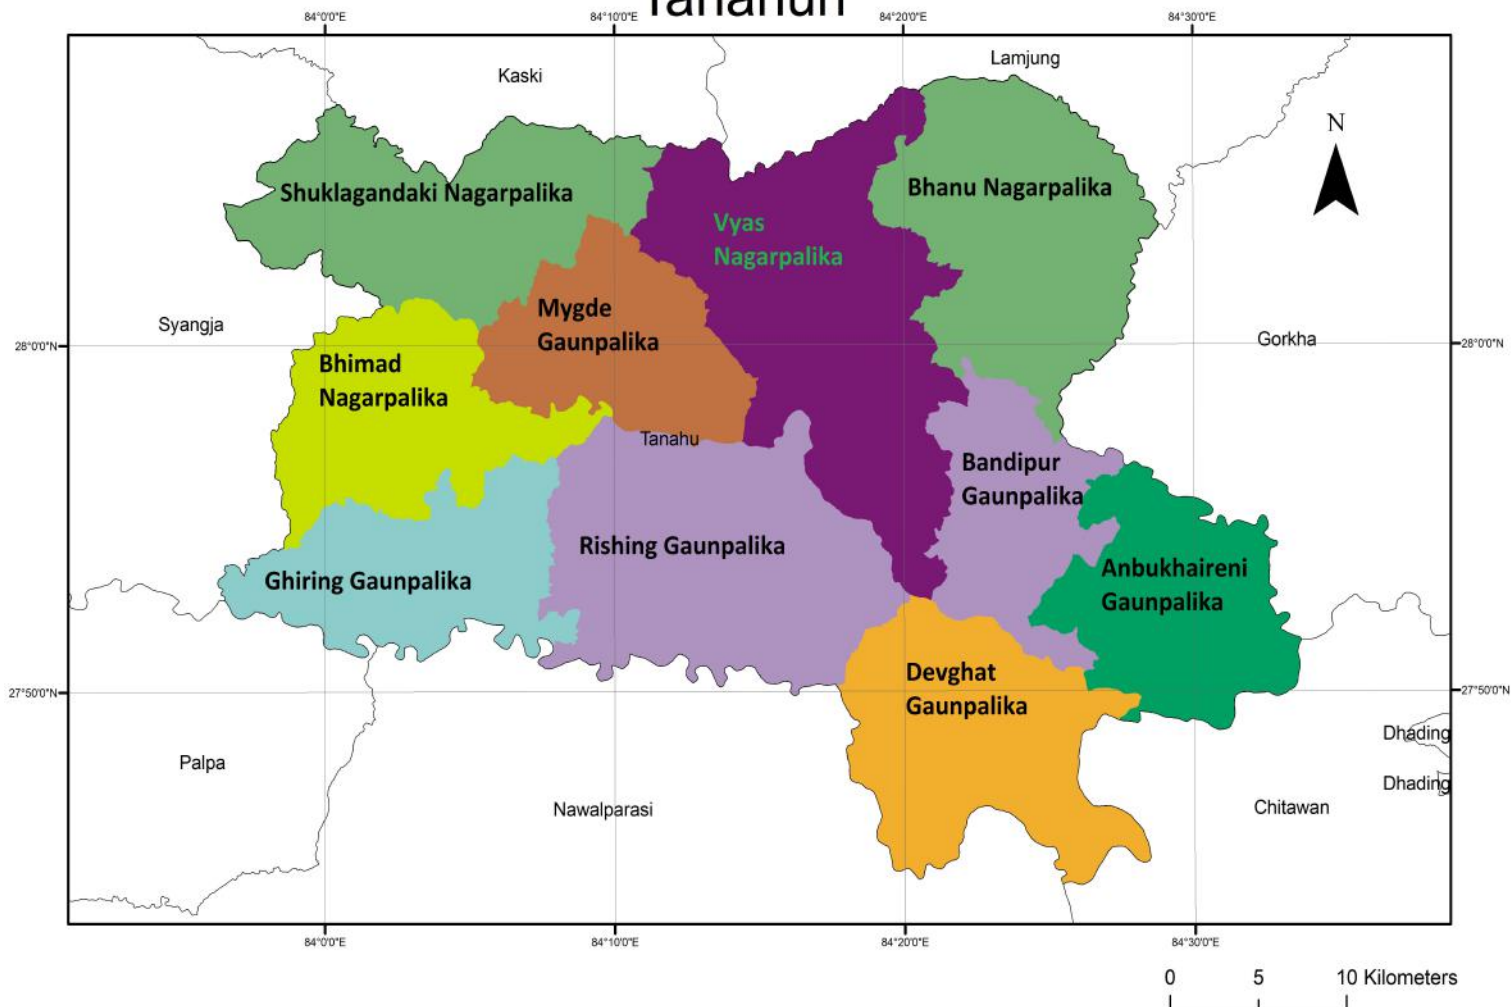 Tanahun
84°0'0"E
84°10'0"E
84°20'0"E
84°30'0"E
Kaski
Lamjung
N
Shuklagandaki Nagarpalika
Bhanu Nagarpalika
Vyas
Nagarpalika
Syangja
Mygde
Gaunpalika
Gorkha
28°0'0"N
28°0'0"N
Bhimad
Nagarpalika
Tanahu
Bandipur
Gaunpalika
Rishing Gaunpalika
Ghiring Gaunpalika
Anbukhaireni
Gaunpalika
Devghat
Gaunpalika
27°50'0"N
27°50'0"N
Dhading
Palpa
Dhading
Nawalparasi
Chitawan
84°0'0"E
84°10'0"E
84°20'0"E
84°30'0"E
0 5 10 Kilometers